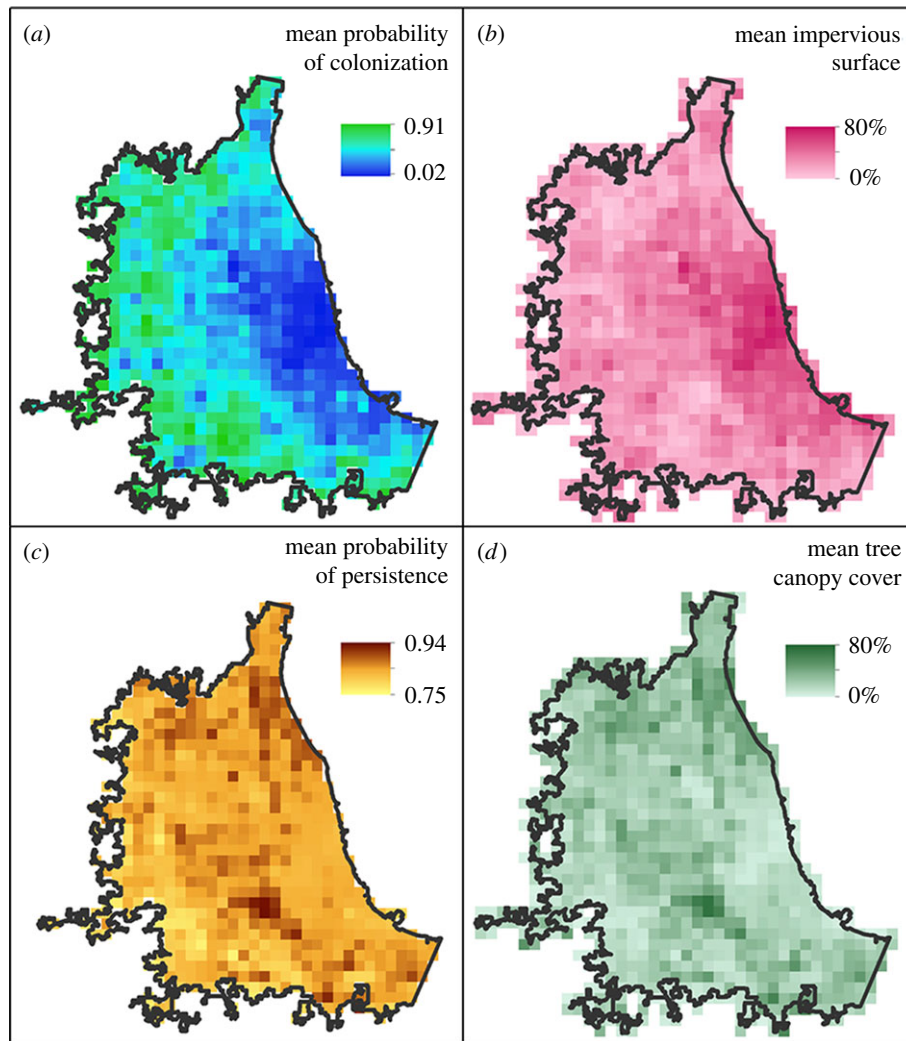 (a) mean probability
of colonization
0.91
0.02
(b) mean impervious
surface
80%
0%
(c) mean probability
of persistence
0.94
0.75
(d) mean tree
canopy cover
80%
0%